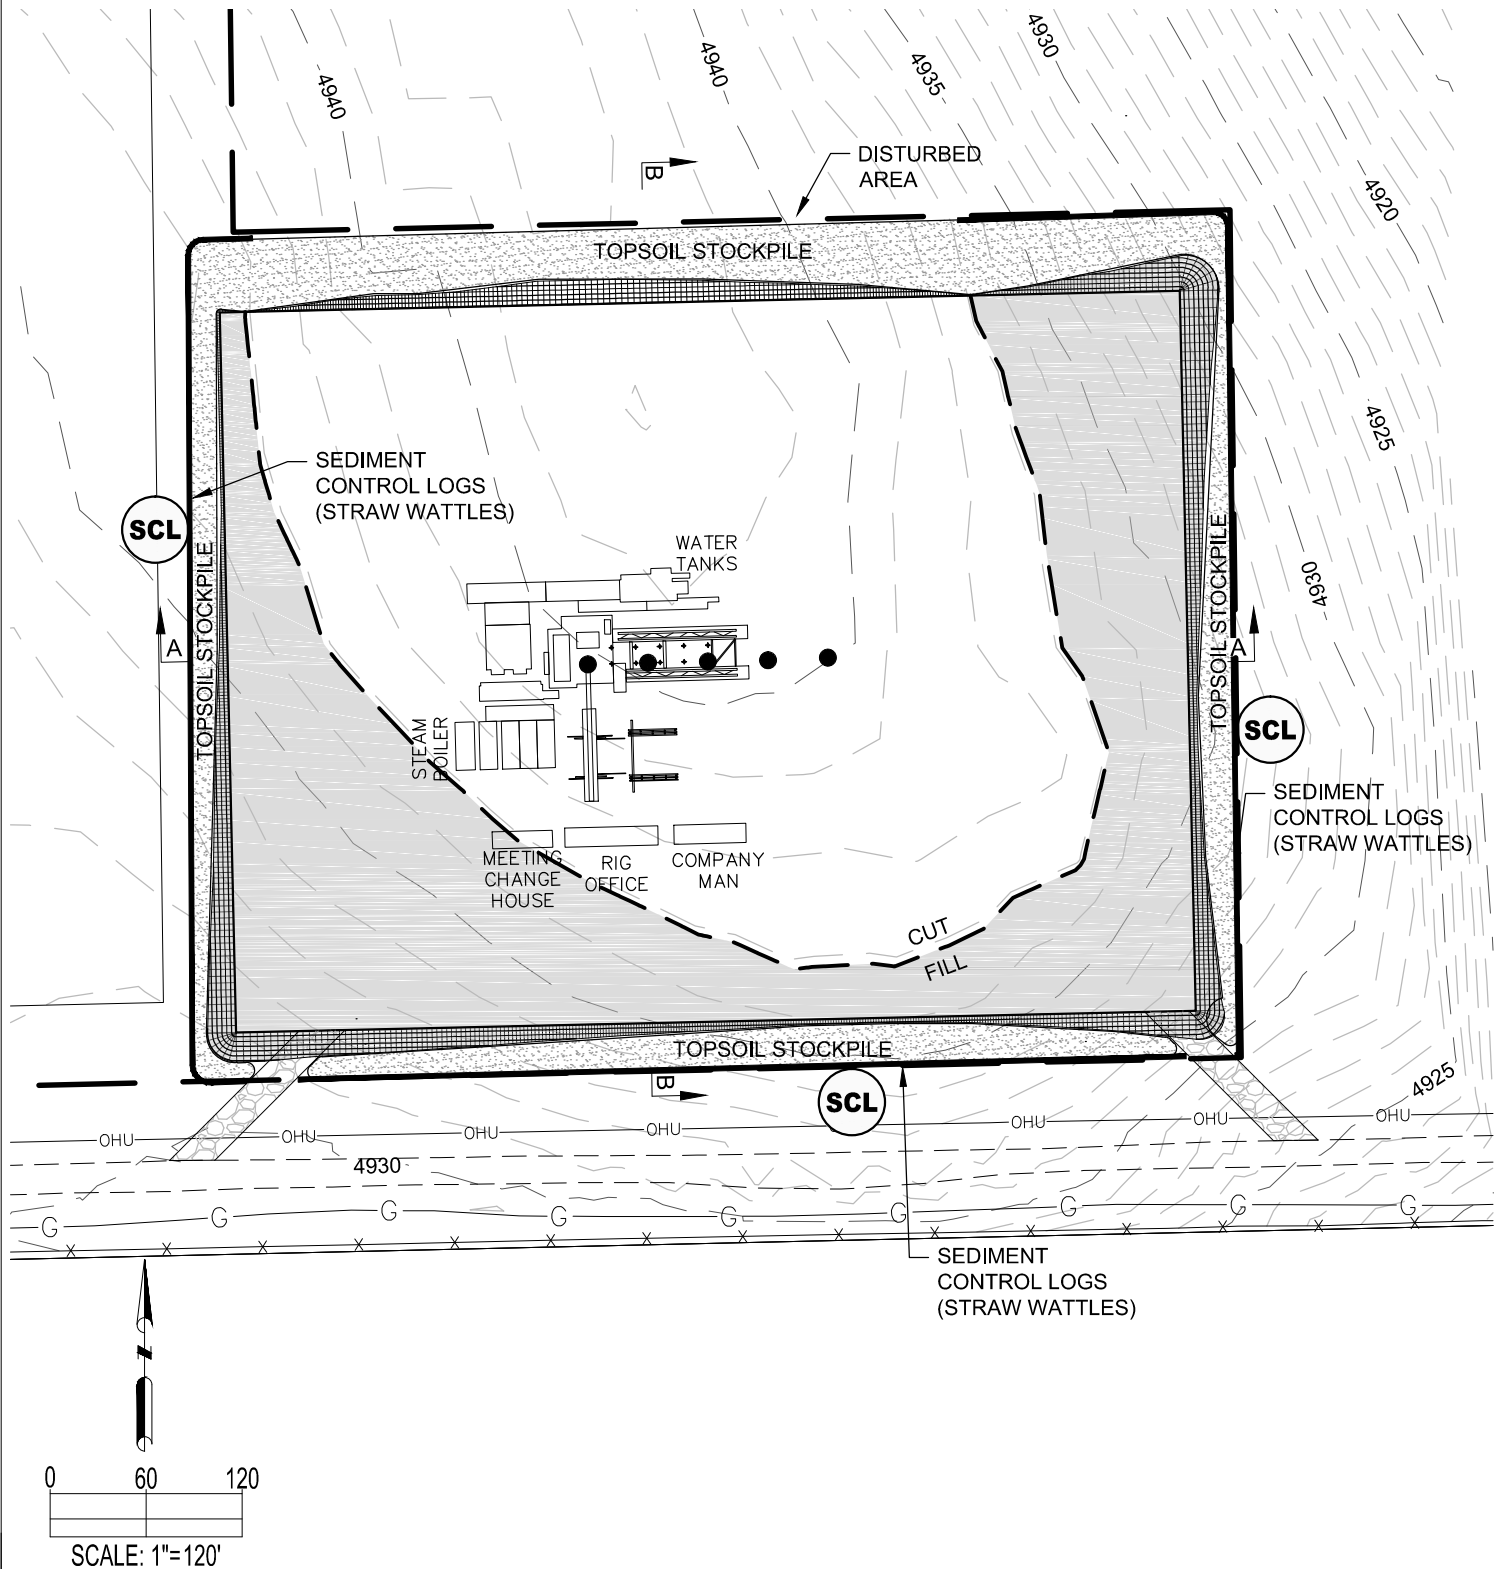 4940
4940
4935
4930
4920
B
DISTURBED
AREA
TOPSOIL STOCKPILE
4925
SEDIMENT
CONTROL LOGS
(STRAW WATTLES)
SCL
WATER
TANKS
TOPSOIL STOCKPILE
TOPSOIL STOCKPILE
4930
A
A
STEAM
BOILER
SCL
SEDIMENT
CONTROL LOGS
(STRAW WATTLES)
MEETING
CHANGE
HOUSE
RIG
OFFICE
COMPANY
MAN
CUT
FILL
TOPSOIL STOCKPILE
B
SCL
4925
OHU OHU OHU OHU OHU OHU OHU
4930
G G G G G G G G G
X X X X X X X X X X X X X X X
SEDIMENT
CONTROL LOGS
(STRAW WATTLES)
N
0 60 120
SCALE: 1"=120'